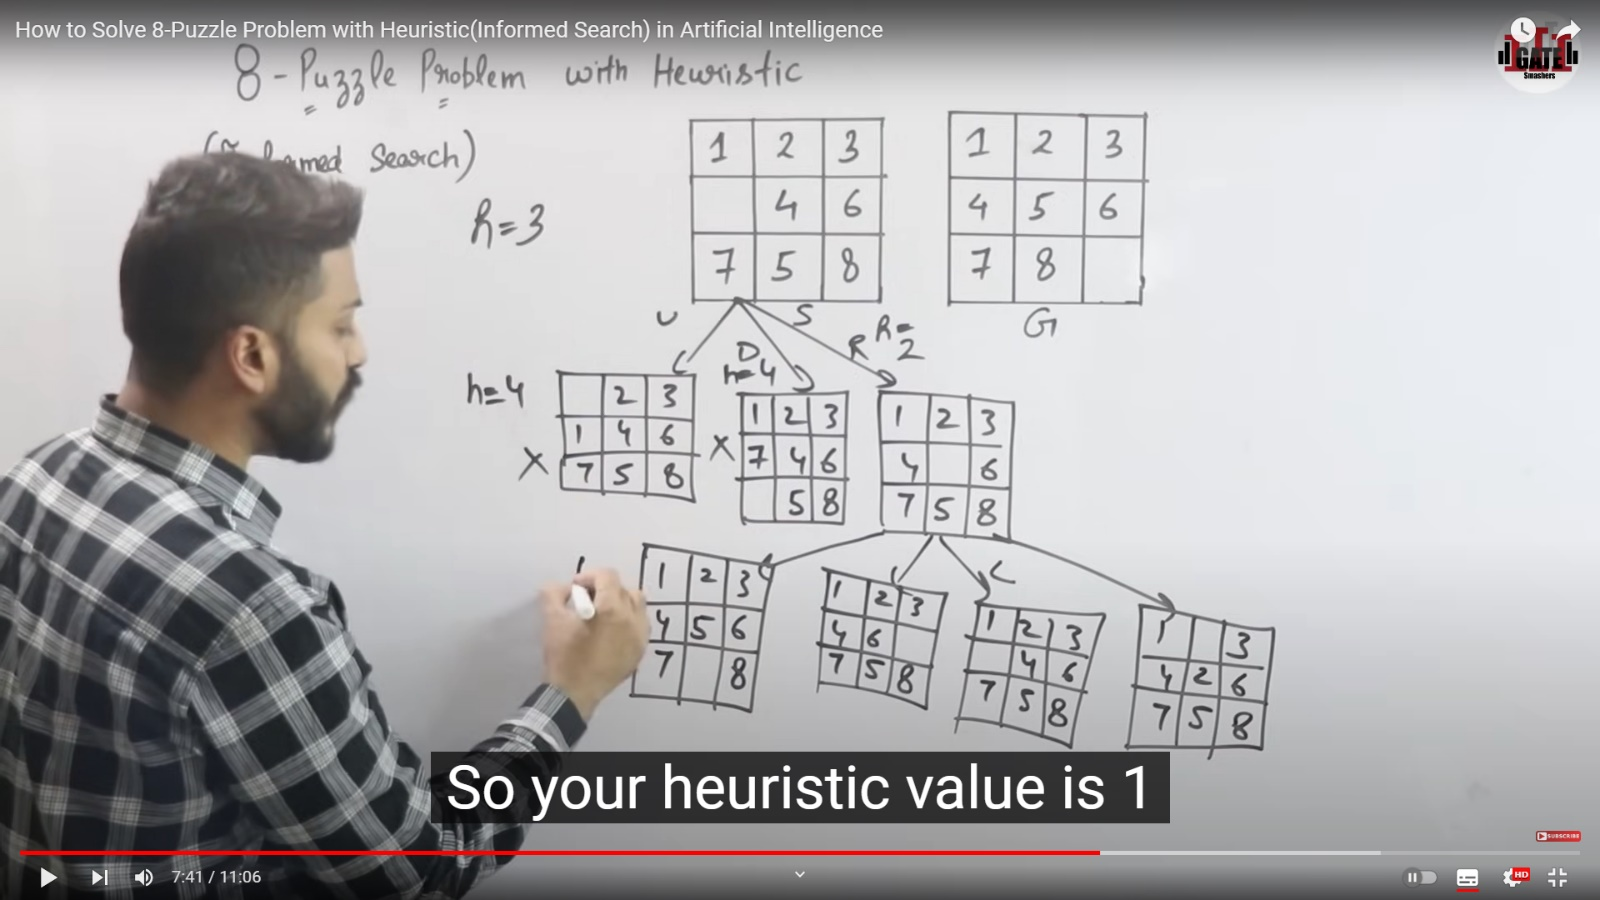 How to Solve 8-Puzzle Problem with Heuristic(Informed Search) in Artificial Intelligence
GATE
Smashers
8-Puzzle Problem with Heuristic
Search)
h=3
1 2 3
4 6
7 5 8
S
1 2 3
4 5 6
7 8
G
U
D
R
h=4
2 3
1 4 6
7 5 8
X
h=4
1 2 3
7 4 6
5 8
X
h=2
1 2 3
4 6
7 5 8
1 2 3
4 5 6
7 8
1 2 3
4 6
7 5 8
L
1 2 3
4 6
7 5 8
1 3
4 2 6
7 5 8
So your heuristic value is 1
SUBSCRIBE
7:41 / 11:06
HD